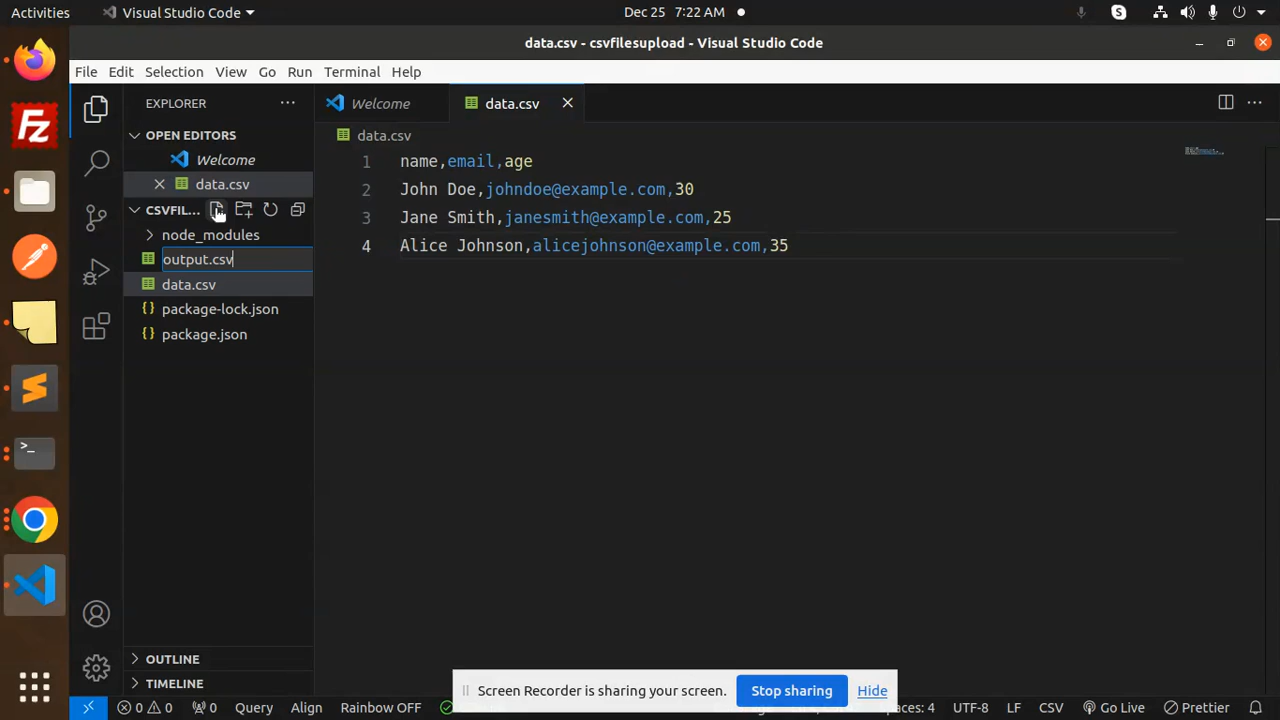 Activities
Visual Studio Code
Dec 25 7:22 AM
data.csv - csvfilesupload - Visual Studio Code
File Edit Selection View Go Run Terminal Help
EXPLORER
Welcome
data.csv
OPEN EDITORS
Welcome
data.csv
CSVFIL...
node_modules
output.csv
data.csv
package-lock.json
package.json
data.csv
1 name,email,age
2 John Doe,johndoe@example.com,30
3 Jane Smith,janesmith@example.com,25
4 Alice Johnson,alicejohnson@example.com,35
OUTLINE
TIMELINE
Screen Recorder is sharing your screen. Stop sharing Hide
0 0 0 Query Align Rainbow OFF paces: 4 UTF-8 LF CSV Go Live Prettier